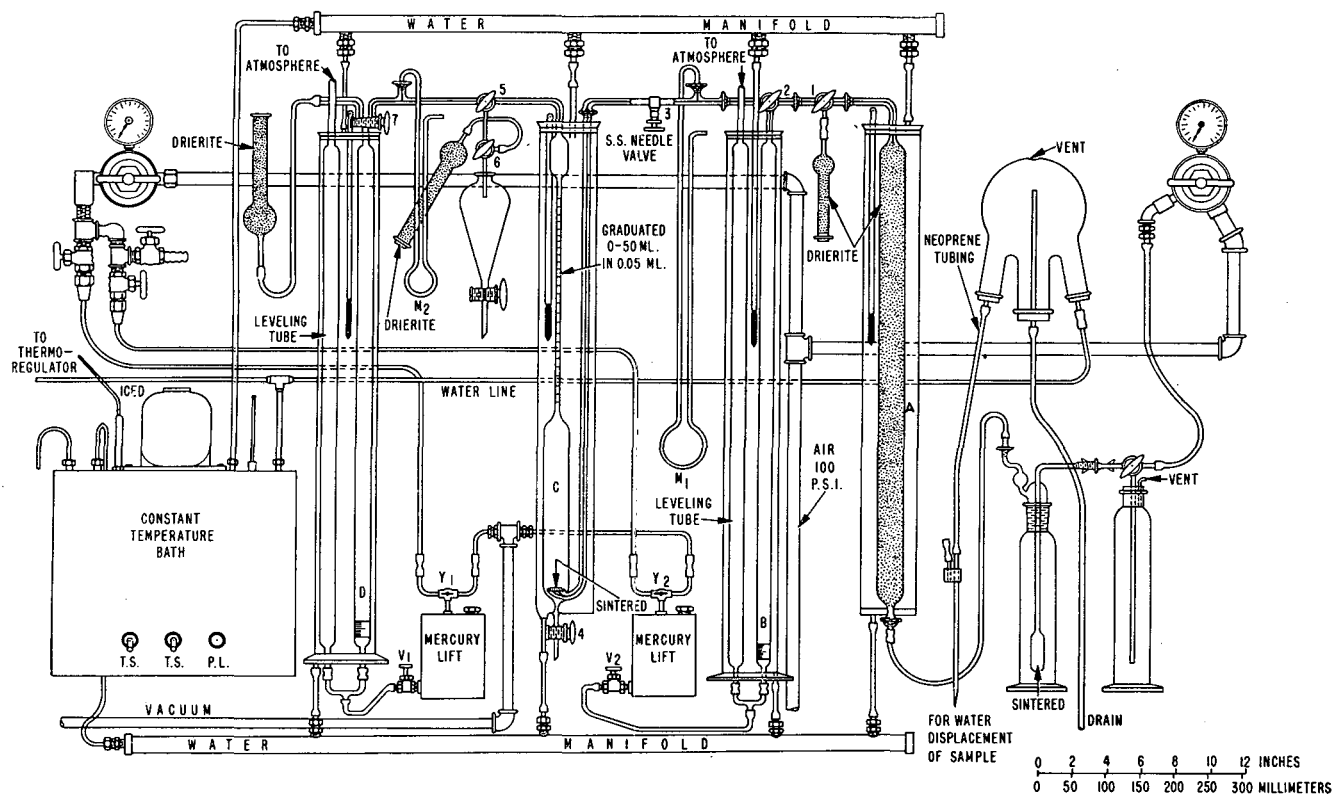 WATER MANIFOLD
TO
ATMOSPHERE
TO
ATMOSPHERE
5
2
1
7
3
DRIERITE
S.S. NEEDLE
VALVE
6
VENT
GRADUATED
0-50 ML.
IN 0.05 ML.
DRIERITE
NEOPRENE
TUBING
M2
DRIERITE
LEVELING
TUBE
TO
THERMO-
REGULATOR
ICED
WATER LINE
A
AIR
100
P.S.I.
M1
VENT
C
LEVELING
TUBE
CONSTANT
TEMPERATURE
BATH
Y1
Y2
D
SINTERED
B
4
MERCURY
LIFT
MERCURY
LIFT
T.S. T.S. P.L.
V1
V2
SINTERED
VACUUM
FOR WATER
DISPLACEMENT
OF SAMPLE
DRAIN
WATER MANIFOLD
0 2 4 6 8 10 12 INCHES
0 50 100 150 200 250 300 MILLIMETERS